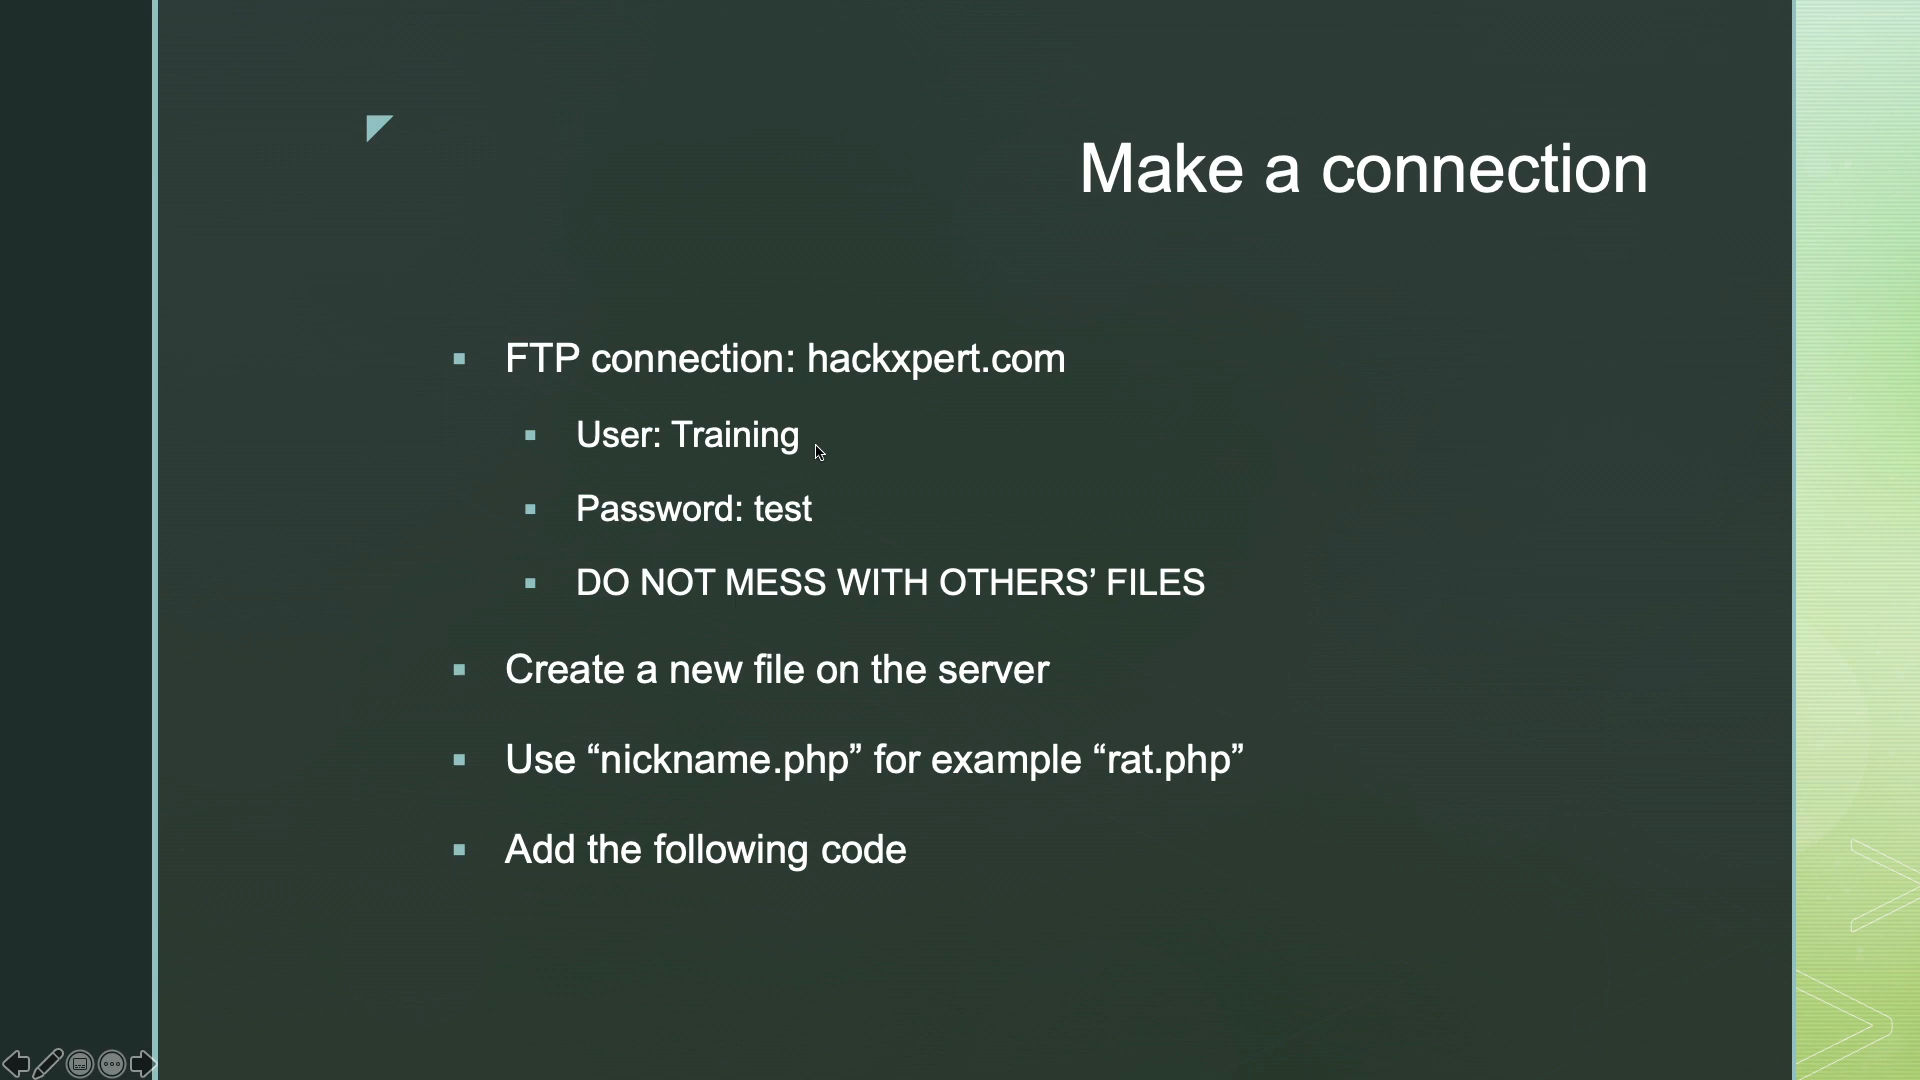 Make a connection
FTP connection: hackxpert.com
User: Training
Password: test
DO NOT MESS WITH OTHERS’ FILES
Create a new file on the server
Use “nickname.php” for example “rat.php”
Add the following code